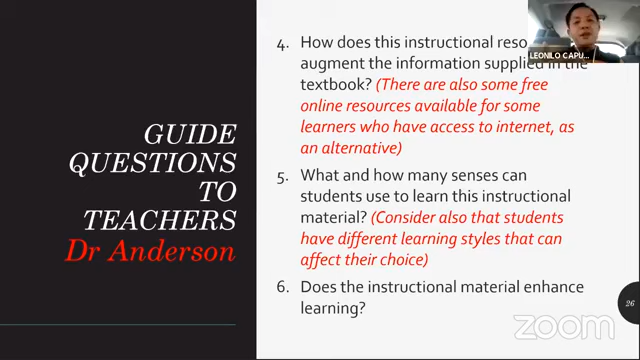 GUIDE
QUESTIONS
TO
TEACHERS
Dr Anderson
4. How does this instructional reso
augment the information supplied in the
textbook? (There are also some free
online resources available for some
learners who have access to internet, as
an alternative)
5. What and how many senses can
students use to learn this instructional
material? (Consider also that students
have different learning styles that can
affect their choice)
6. Does the instructional material enhance
learning?
LEONILO CAPU...
26
zoom